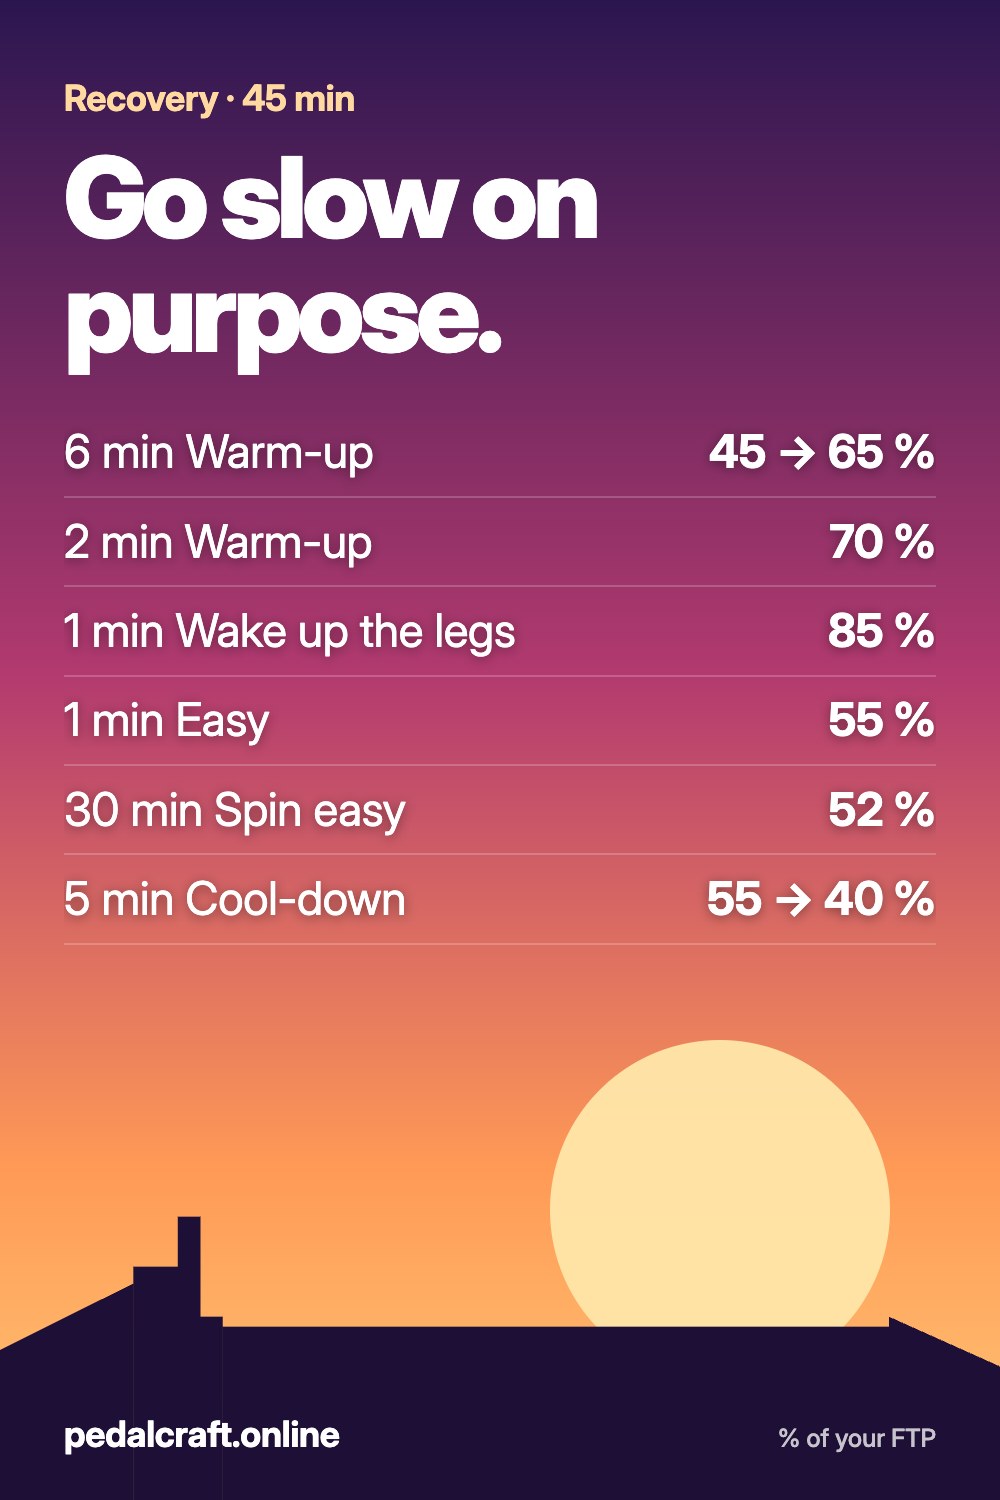 Recovery · 45 min
Go slow on
purpose.
6 min Warm-up 45 → 65 %
2 min Warm-up 70 %
1 min Wake up the legs 85 %
1 min Easy 55 %
30 min Spin easy 52 %
5 min Cool-down 55 → 40 %
pedalcraft.online % of your FTP